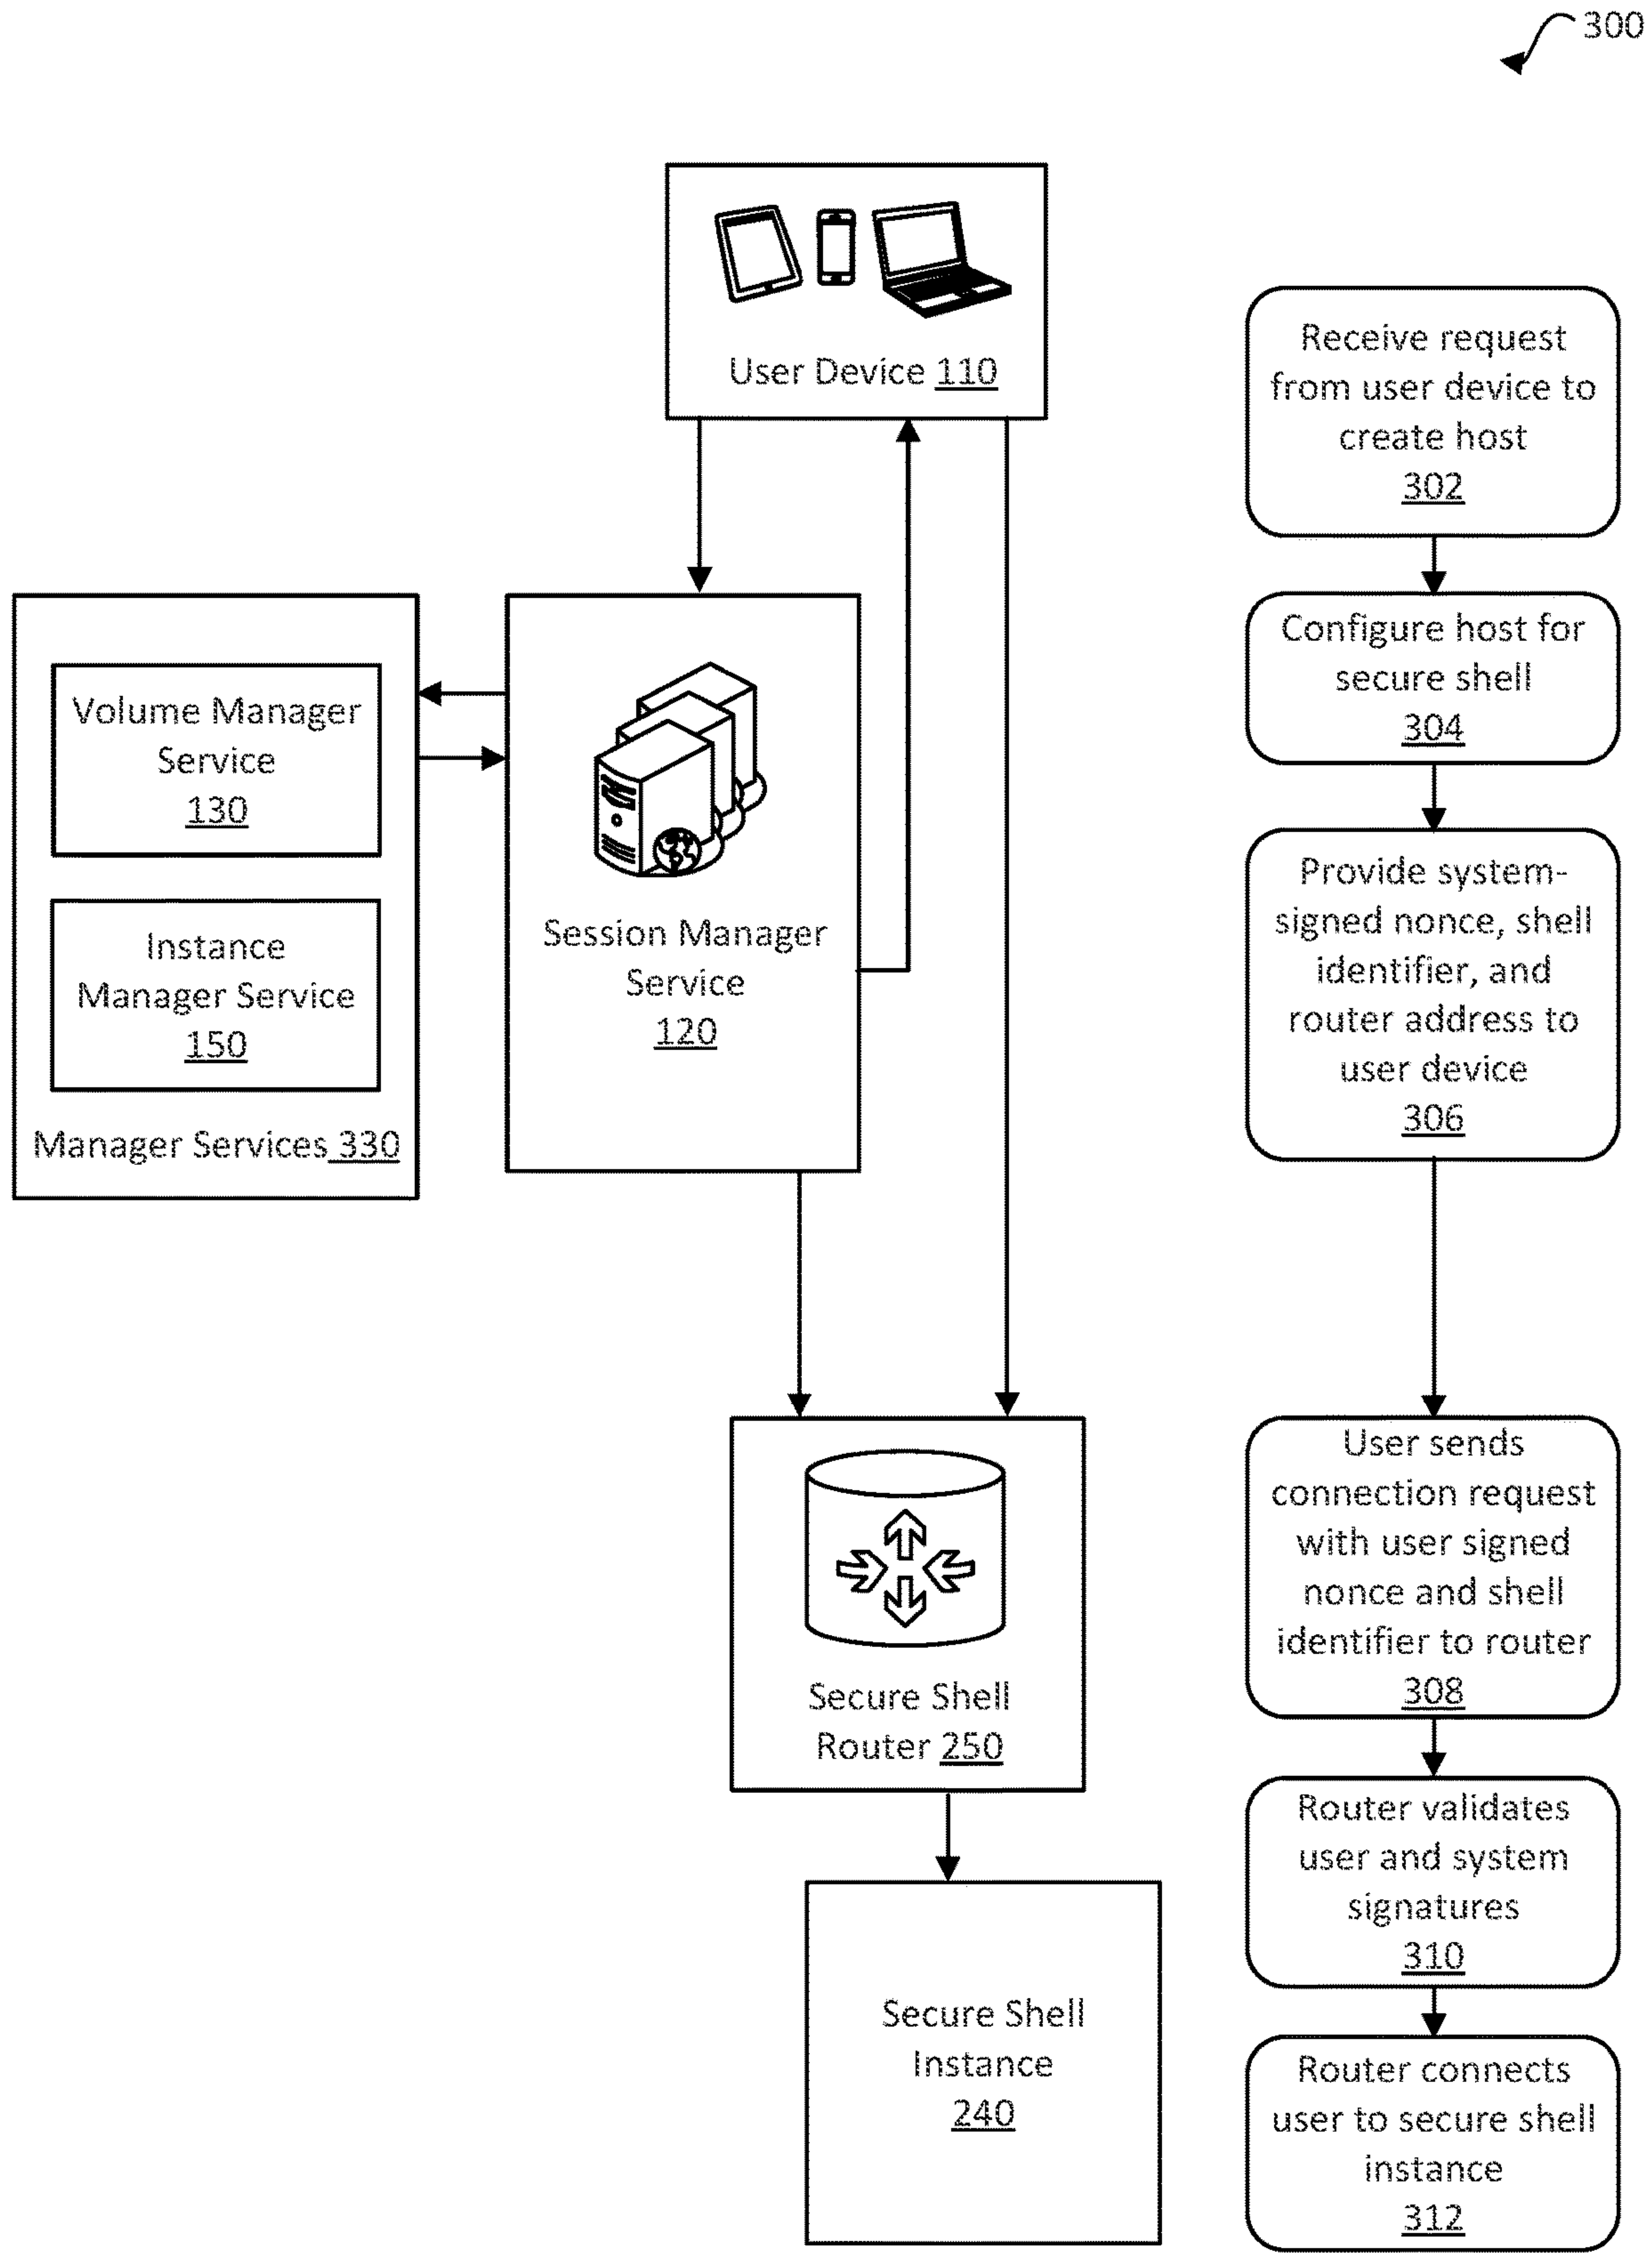 300
User Device 110
Volume Manager
Service
130
Instance
Manager Service
150
Manager Services 330
Session Manager
Service
120
Secure Shell
Router 250
Secure Shell
Instance
240
Receive request
from user device to
create host
302
Configure host for
secure shell
304
Provide system-
signed nonce, shell
identifier, and
router address to
user device
306
User sends
connection request
with user signed
nonce and shell
identifier to router
308
Router validates
user and system
signatures
310
Router connects
user to secure shell
instance
312